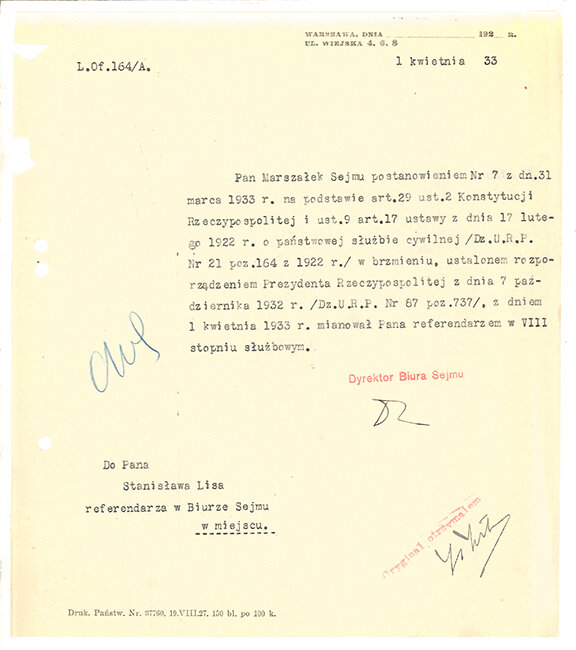 WARSZAWA, DNIA 192 R.
UL. WIEJSKA 4. 6. 8
L.Of.164/A.
1 kwietnia 33
Pan Marszałek Sejmu postanowieniem Nr 7 z dn.31
marca 1933 r. na podstawie art.29 ust.2 Konstytucji
Rzeczypospolitej i ust.9 art.17 ustawy z dnia 17 lute-
go 1922 r. o państwowej służbie cywilnej /Dz.U.R.P.
Nr 21 poz.164 z 1922 r./ w brzmieniu, ustalonem rozpo-
rządzeniem Prezydenta Rzeczypospolitej z dnia 7 paź-
dziernika 1932 r. /Dz.U.R.P. Nr 87 poz.737/, z dniem
1 kwietnia 1933 r. mianował Pana referendarzem w VIII
stopniu służbowym.
Dyrektor Biura Sejmu
Do Pana
Stanisława Lisa
referendarza w Biurze Sejmu
w miejscu.
Oryginał otrzymałem
Druk. Państw. Nr. 37760. 19.VIII.27. 150 bl. po 100 k.